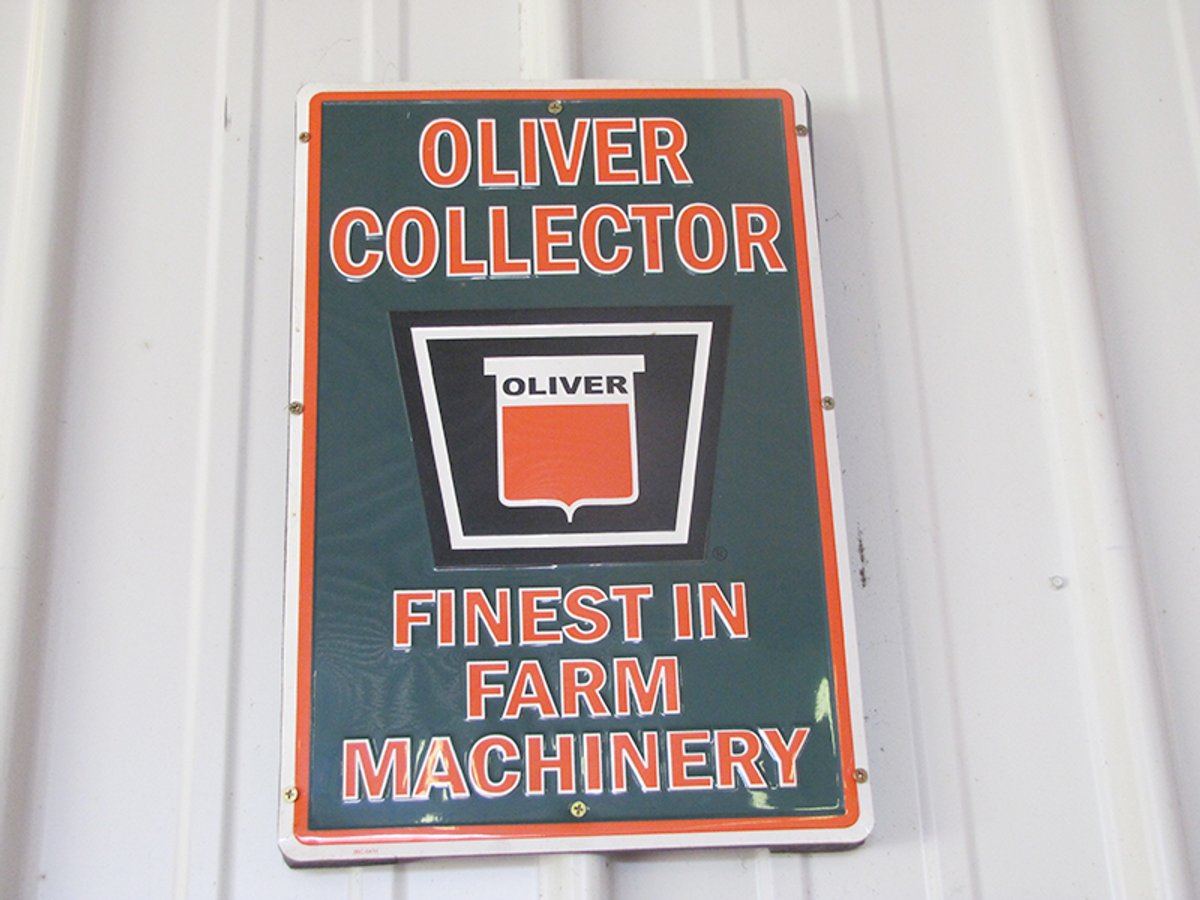 OLIVER
COLLECTOR
OLIVER
®
FINEST IN
FARM
MACHINERY